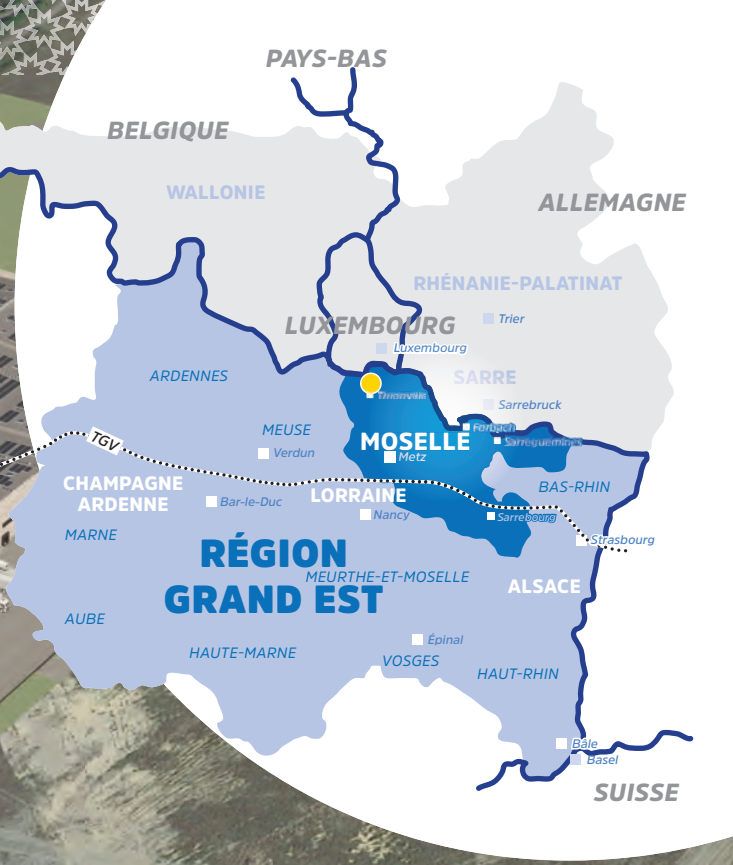 PAYS-BAS
BELGIQUE
WALLONIE
ALLEMAGNE
RHÉNANIE-PALATINAT
Trier
LUXEMBOURG
Luxembourg
ARDENNES
SARRE
Thionville
Sarrebruck
MEUSE
Forbach
MOSELLE
Sarreguemines
TGV
Verdun
Metz
CHAMPAGNE
ARDENNE
LORRAINE
BAS-RHIN
Bar-le-Duc
Nancy
Sarrebourg
MARNE
Strasbourg
RÉGION
GRAND EST
MEURTHE-ET-MOSELLE
ALSACE
AUBE
Épinal
HAUTE-MARNE
VOSGES
HAUT-RHIN
Bâle
Basel
SUISSE